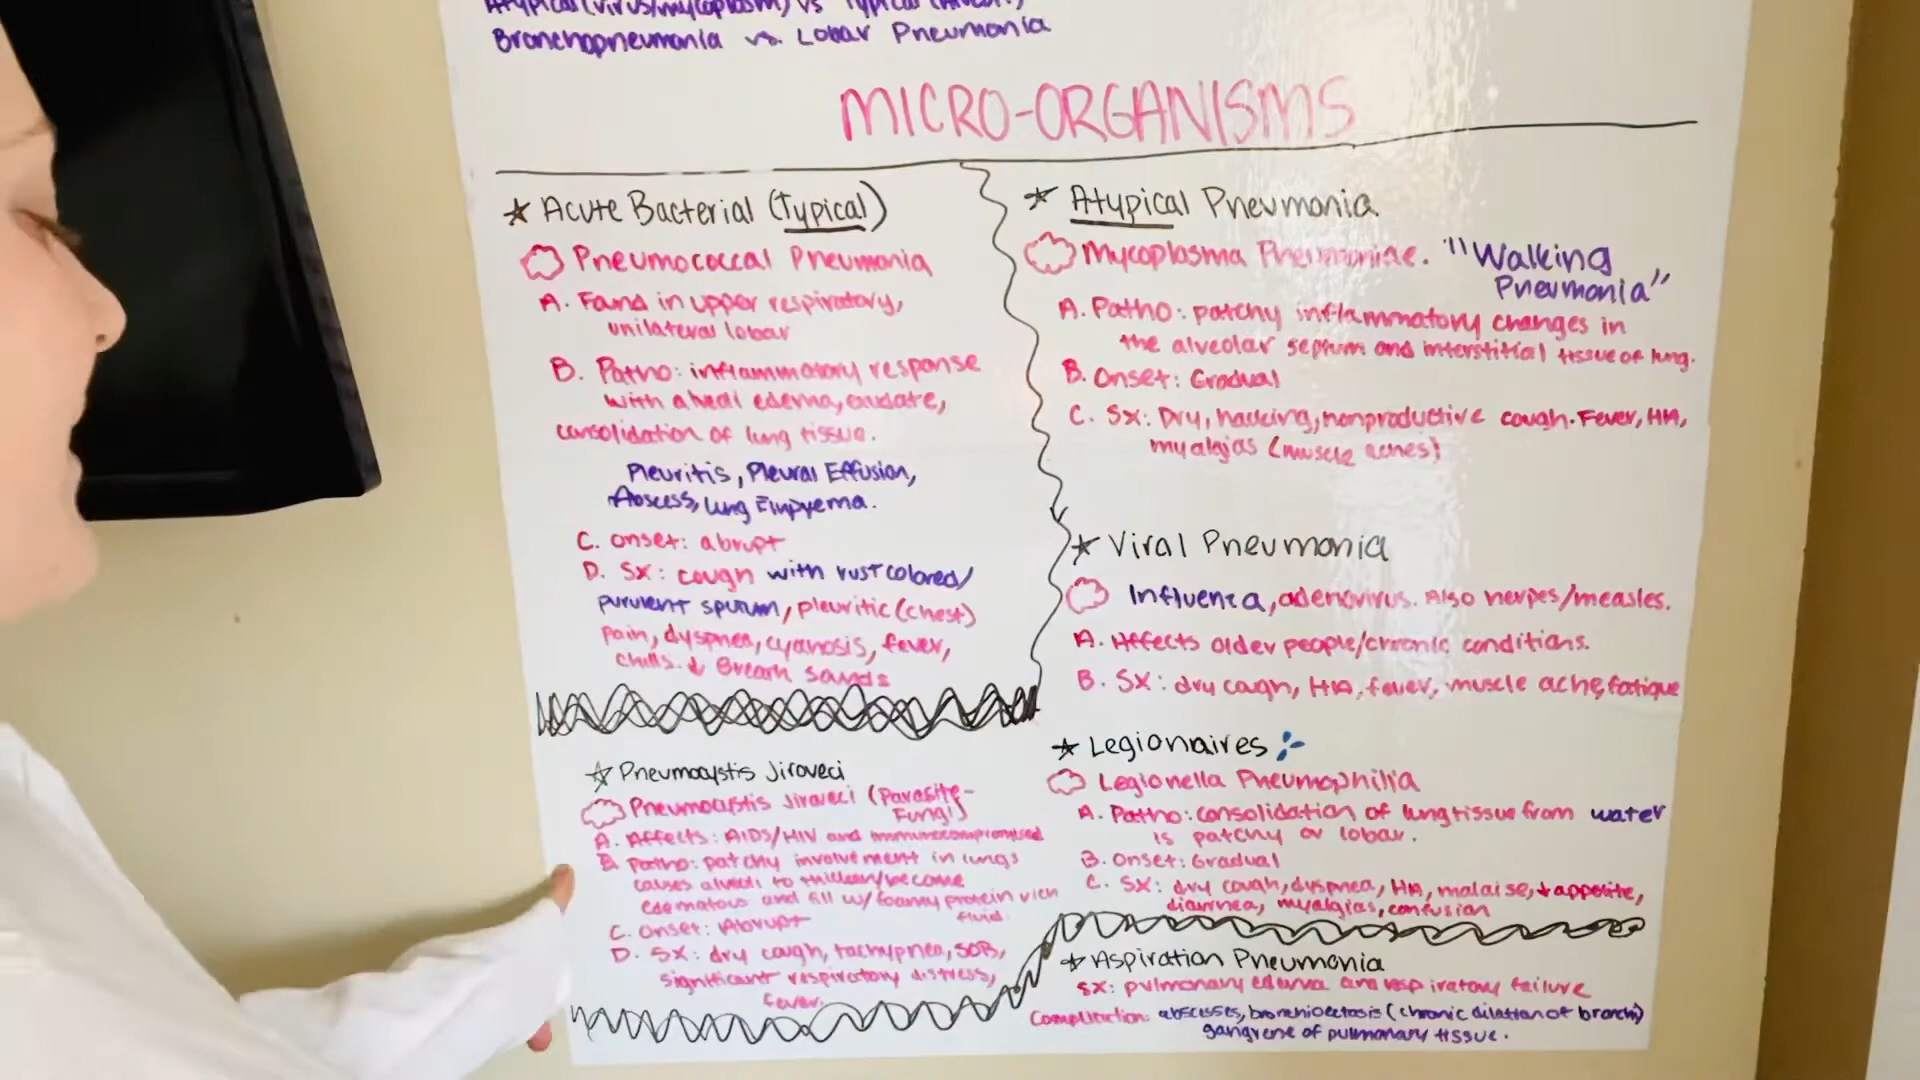 Atypical (virus/mycoplasm) vs Typical
Bronchopneumonia vs. Lobar Pneumonia
MICRO-ORGANISMS
Acute Bacterial (Typical)
Pneumococcal Pneumonia
A. Found in upper respiratory,
unilateral lobar
B. Patho: inflammatory response
with alveal edema, exudate,
consolidation of lung tissue.
Pleuritis, Pleural Effusion,
Abscess, lung Empyema.
C. onset: abrupt
D. Sx: cough with rust colored/
purulent sputum, pleuritic (chest)
pain, dyspnea, cyanosis, fever,
chills. ↓ Breath sounds
Pneumocystis Jiroveci
Pneumocystis Jiroveci (Parasite-
Fungi)
A. Affects: AIDS/HIV and immunocompromised
B. Patho: patchy involvement in lungs
causes alveoli to thicken/become
edematous and fill w/ foamy protein rich
fluid.
C. Onset: Abrupt
D. Sx: dry cough, tachypnea, SOB,
significant respiratory distress,
fever.
Atypical Pneumonia
Mycoplasma Pneumoniae. "Walking
Pneumonia"
A. Patho: patchy inflammatory changes in
the alveolar septum and interstitial tissue of lung.
B. Onset: Gradual
C. Sx: Dry, hacking, nonproductive cough. Fever, HA,
myalgias (muscle aches)
Viral Pneumonia
Influenza, adenovirus. Also herpes/measles.
A. Affects older people/chronic conditions.
B. Sx: dry cough, HA, fever, muscle ache, fatigue
Legionaires
Legionella Pneumophilia
A. Patho: consolidation of lung tissue from water
is patchy or lobar.
B. Onset: Gradual
C. Sx: dry cough, dyspnea, HA, malaise, ↓ appetite,
diarrhea, myalgias, confusion
Aspiration Pneumonia
Sx: pulmonary edema and respiratory failure
Complication: abscesses, bronchioectasis (chronic dilation of bronchi)
gangrene of pulmonary tissue.